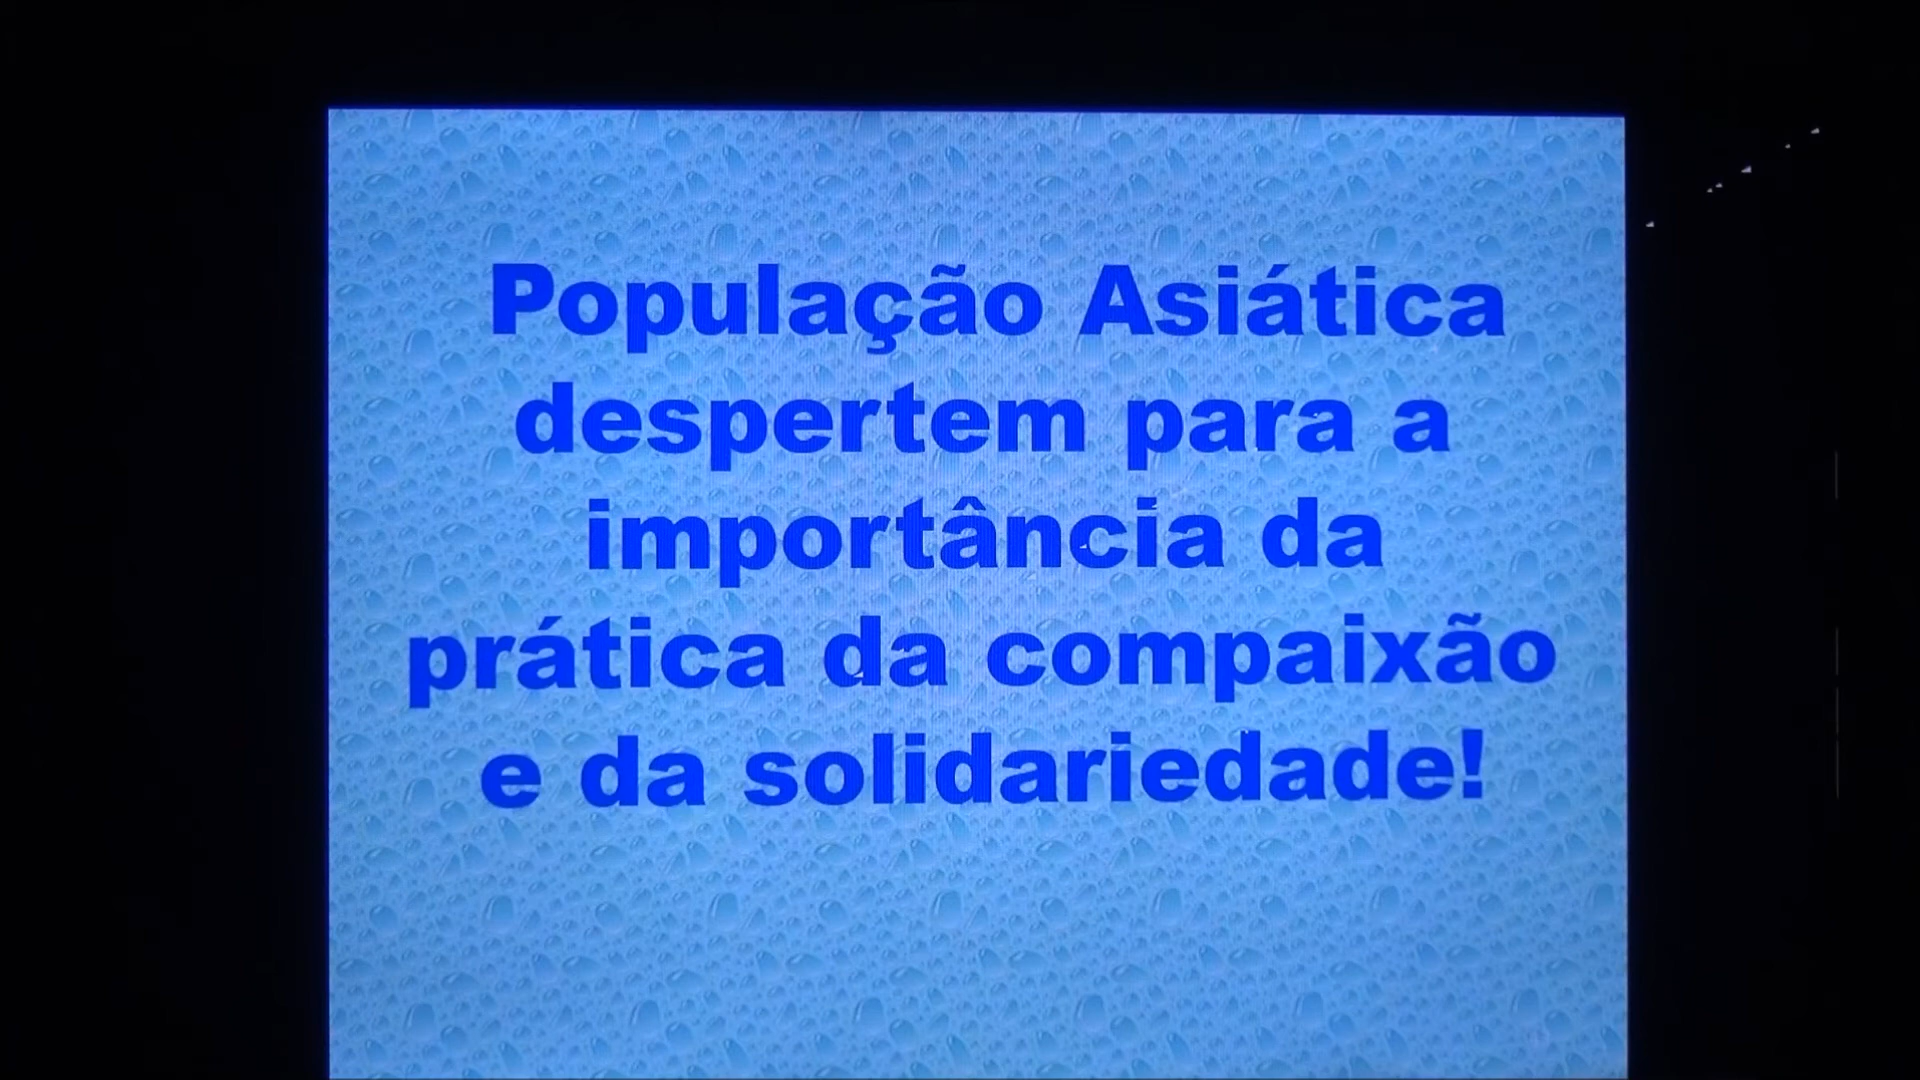 População Asiática
despertem para a
importância da
prática da compaixão
e da solidariedade!